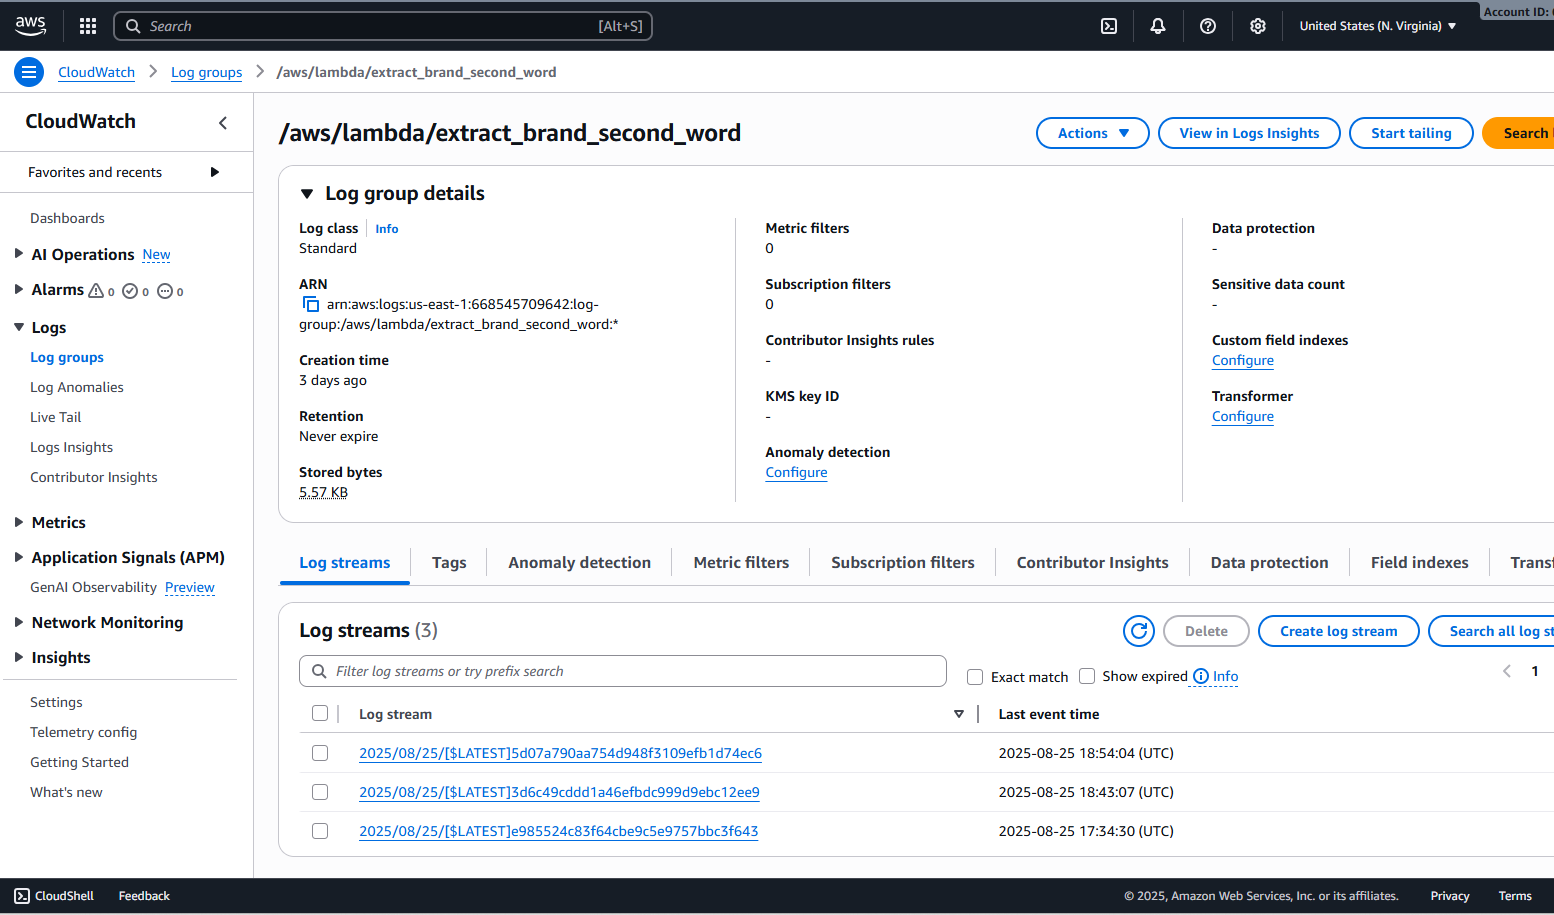 aws
Search [Alt+S]
United States (N. Virginia)
Account ID:
CloudWatch
Log groups
/aws/lambda/extract_brand_second_word
CloudWatch
Favorites and recents
Dashboards
AI Operations New
Alarms 0 0 0
Logs
Log groups
Log Anomalies
Live Tail
Logs Insights
Contributor Insights
Metrics
Application Signals (APM)
GenAI Observability Preview
Network Monitoring
Insights
Settings
Telemetry config
Getting Started
What's new
/aws/lambda/extract_brand_second_word
Actions
View in Logs Insights
Start tailing
Search
Log group details
Log class Info
Standard
ARN
arn:aws:logs:us-east-1:668545709642:log-
group:/aws/lambda/extract_brand_second_word:*
Creation time
3 days ago
Retention
Never expire
Stored bytes
5.57 KB
Metric filters
0
Subscription filters
0
Contributor Insights rules
-
KMS key ID
-
Anomaly detection
Configure
Data protection
-
Sensitive data count
-
Custom field indexes
Configure
Transformer
Configure
Log streams
Tags
Anomaly detection
Metric filters
Subscription filters
Contributor Insights
Data protection
Field indexes
Transf
Log streams (3)
Delete
Create log stream
Search all log st
Filter log streams or try prefix search
Exact match
Show expired
Info
1
Log stream
Last event time
2025/08/25/[$LATEST]5d07a790aa754d948f3109efb1d74ec6 2025-08-25 18:54:04 (UTC)
2025/08/25/[$LATEST]3d6c49cddd1a46efbdc999d9ebc12ee9 2025-08-25 18:43:07 (UTC)
2025/08/25/[$LATEST]e985524c83f64cbe9c5e9757bbc3f643 2025-08-25 17:34:30 (UTC)
CloudShell
Feedback
© 2025, Amazon Web Services, Inc. or its affiliates.
Privacy
Terms